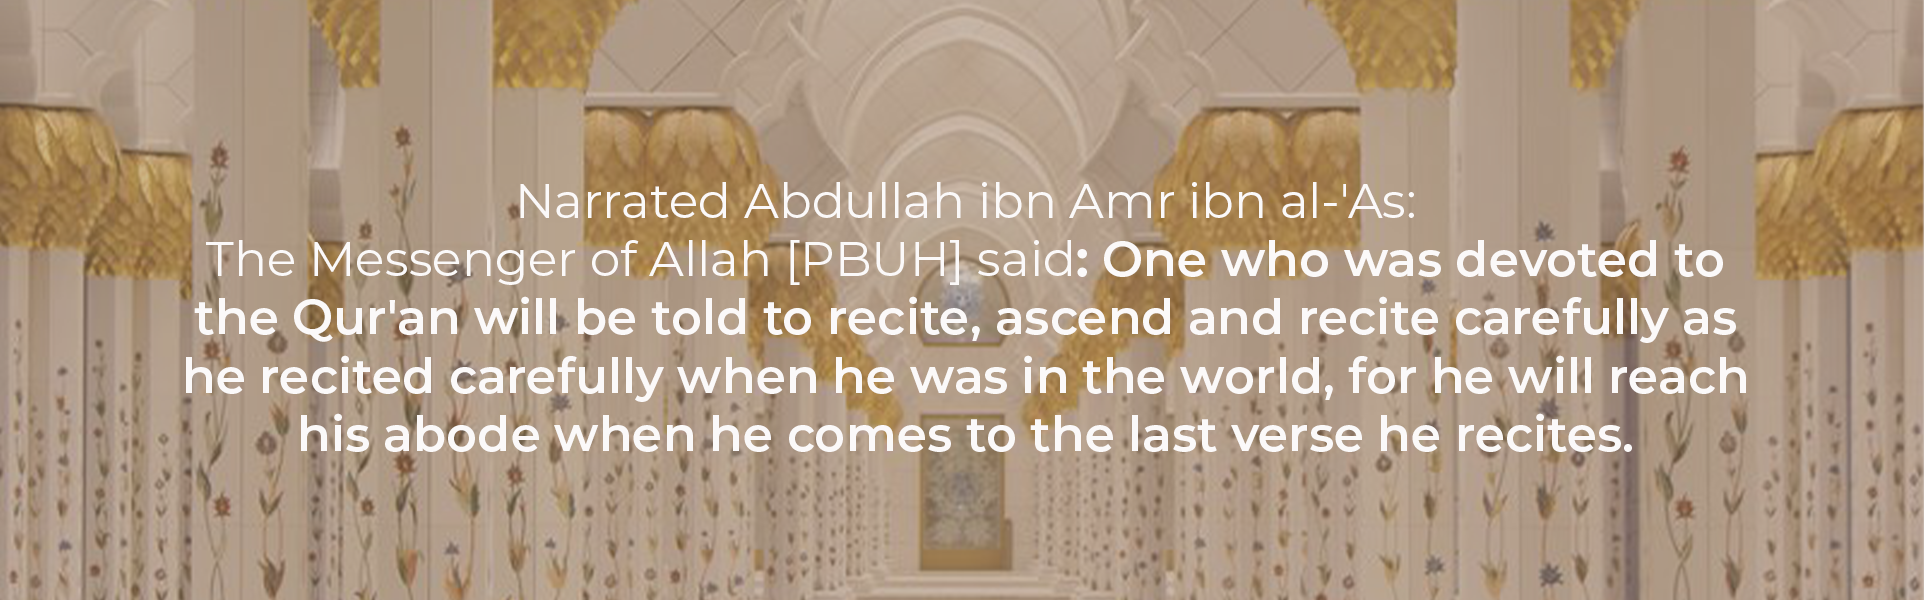 Narrated Abdullah ibn Amr ibn al-'As:
The Messenger of Allah [PBUH] said: One who was devoted to
the Qur'an will be told to recite, ascend and recite carefully as
he recited carefully when he was in the world, for he will reach
his abode when he comes to the last verse he recites.